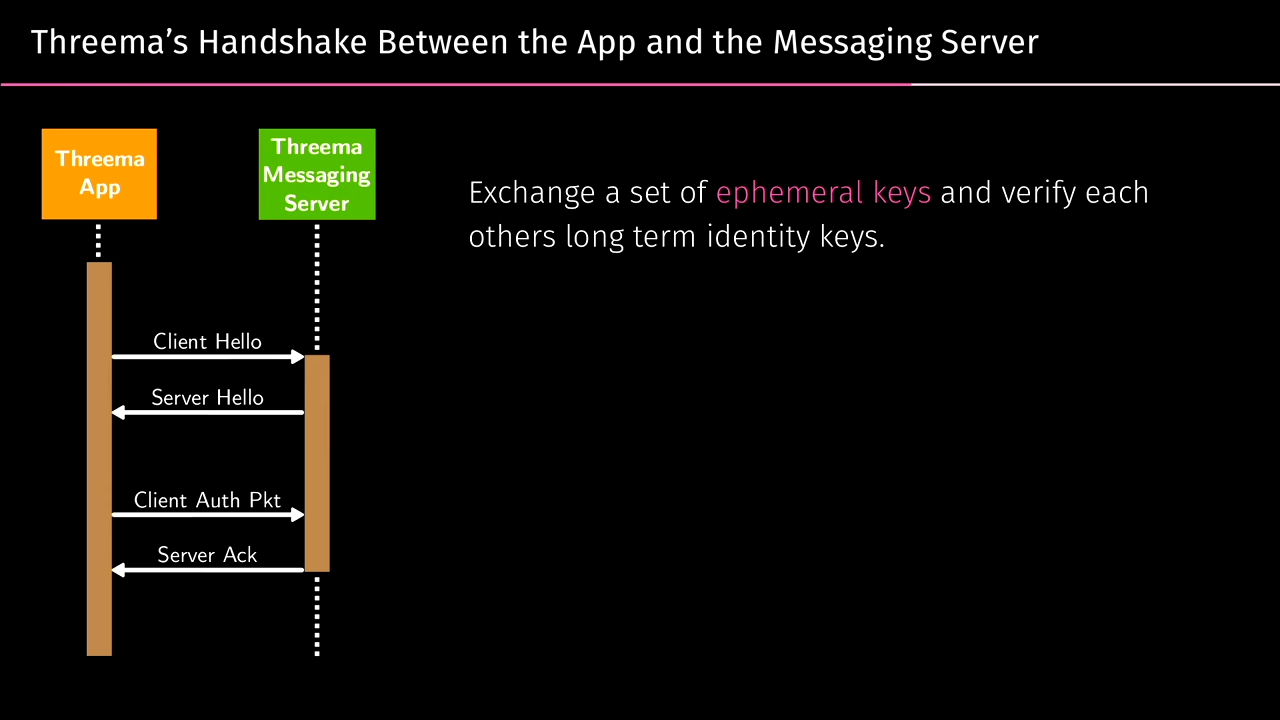 Threema’s Handshake Between the App and the Messaging Server
Threema
App
Threema
Messaging
Server
Exchange a set of ephemeral keys and verify each
others long term identity keys.
Client Hello
Server Hello
Client Auth Pkt
Server Ack